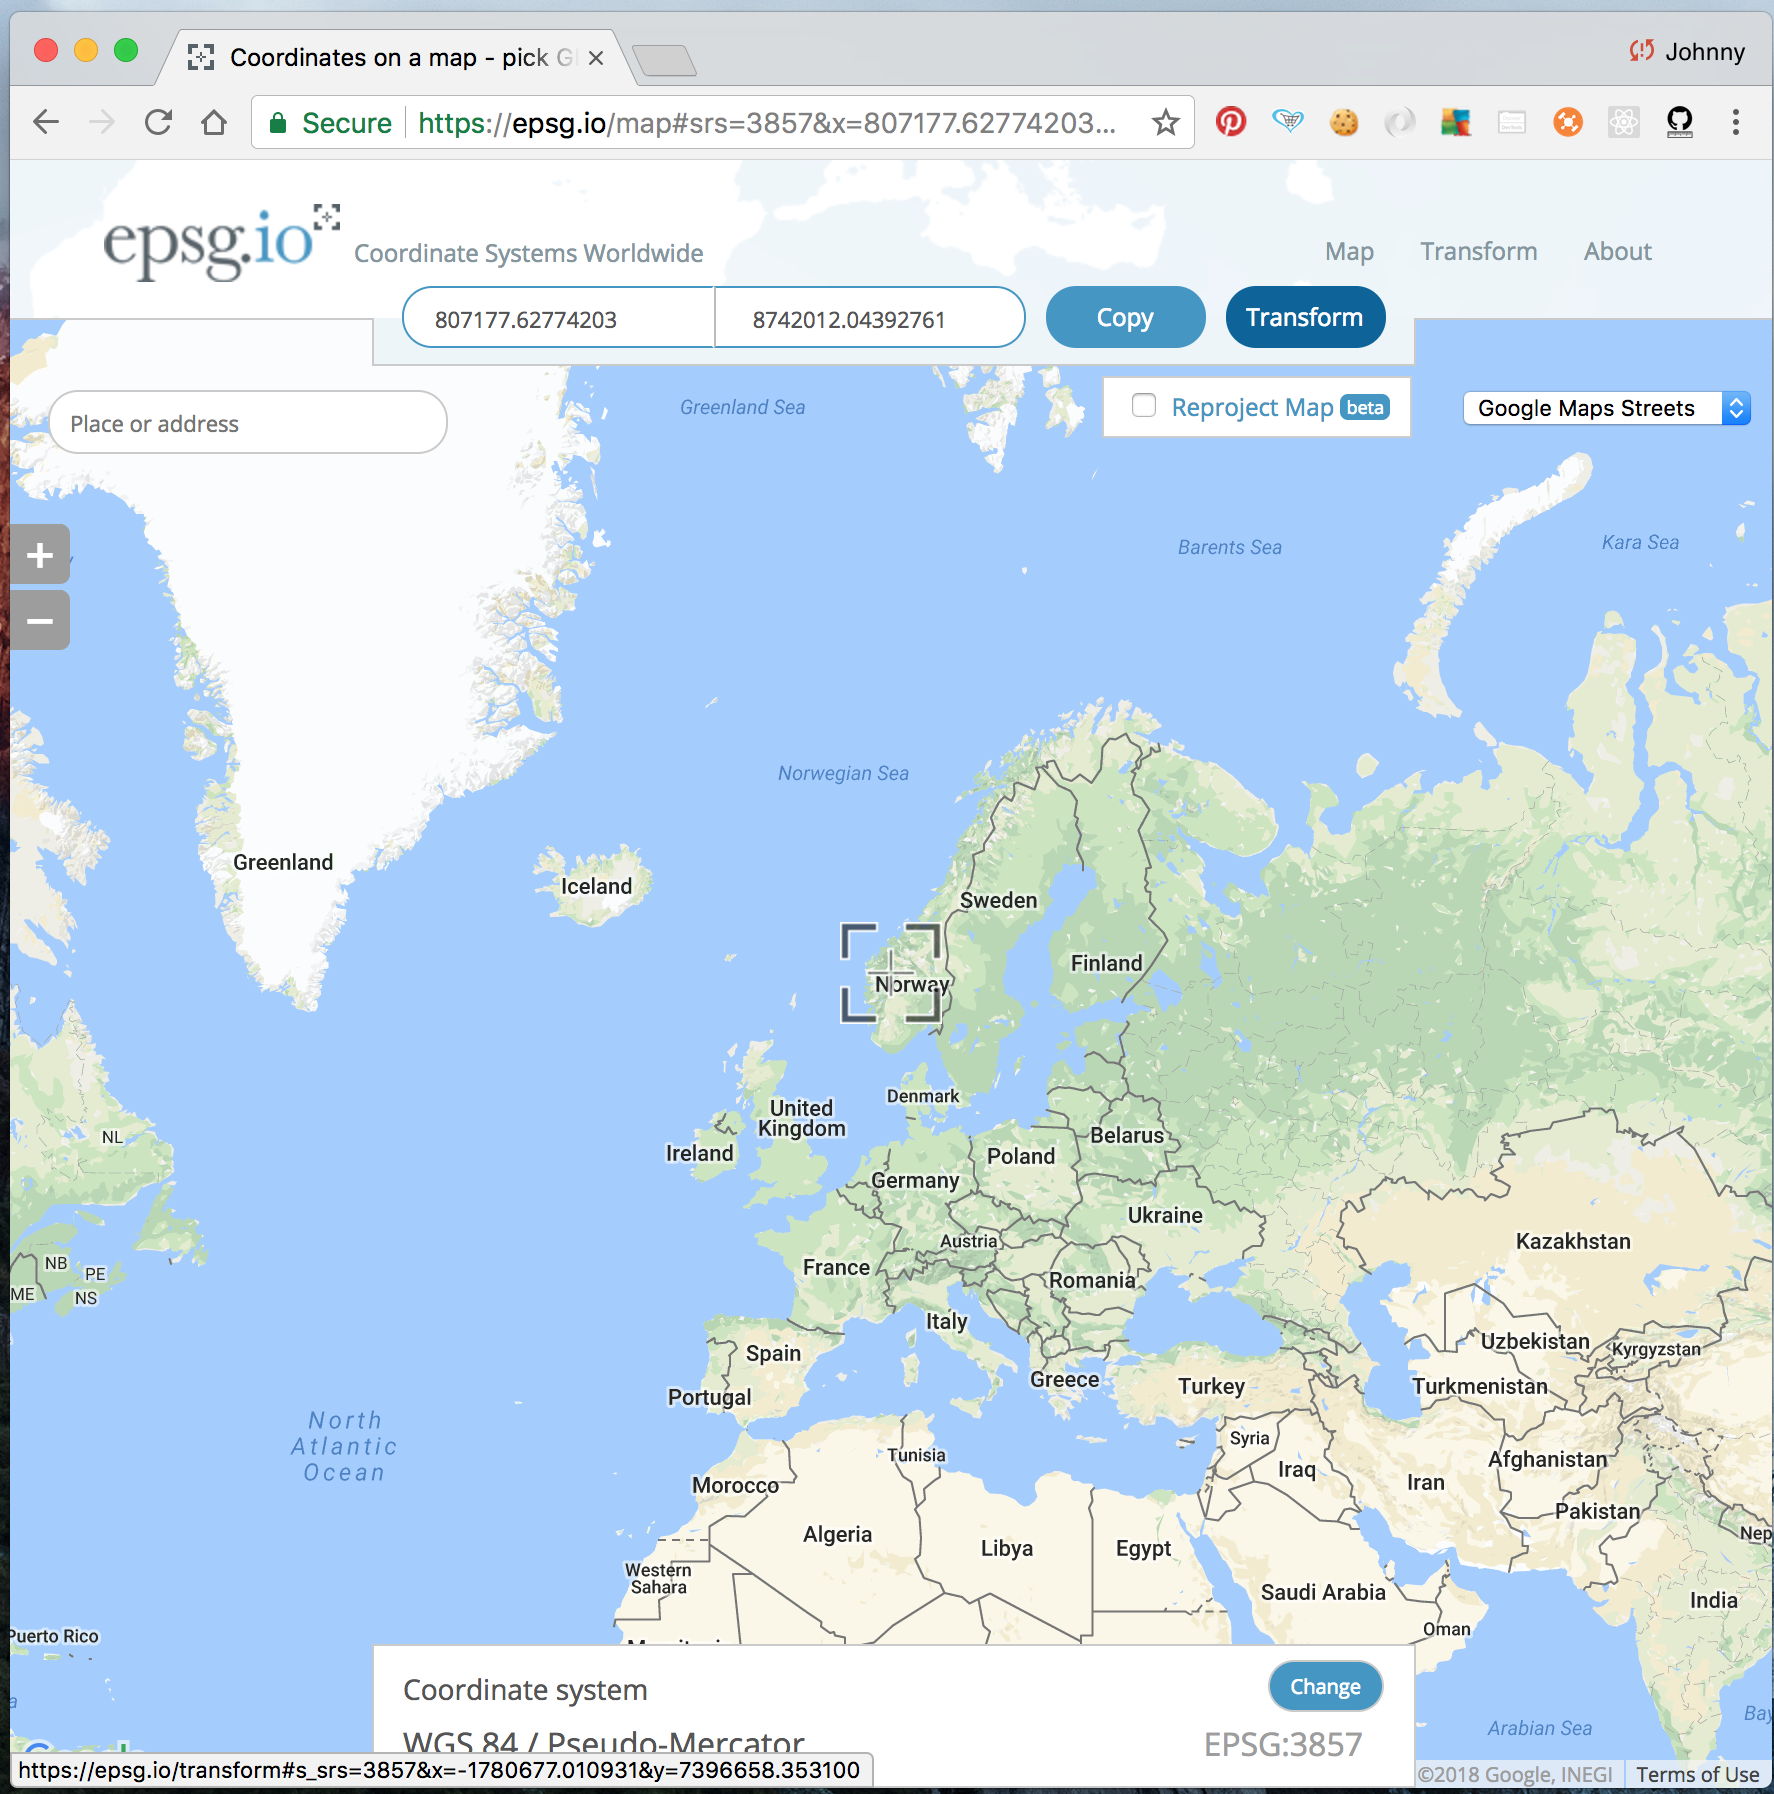 Coordinates on a map - pick G
Johnny
Secure
https://epsg.io/map#srs=3857&x=807177.62774203...
epsg.io
Coordinate Systems Worldwide
Map
Transform
About
807177.62774203
8742012.04392761
Copy
Transform
Place or address
Reproject Map beta
Google Maps Streets
Greenland Sea
Barents Sea
Kara Sea
+
−
Norwegian Sea
Greenland
Iceland
Sweden
Finland
Norway
Denmark
United
Kingdom
Ireland
NL
Belarus
Poland
Germany
Ukraine
Austria
Kazakhstan
NB
PE
France
Romania
ME
NS
Italy
Uzbekistan
Kyrgyzstan
Spain
Greece
Turkey
Turkmenistan
Portugal
North
Atlantic
Ocean
Syria
Tunisia
Afghanistan
Iraq
Iran
Morocco
Pakistan
Algeria
Libya
Egypt
Nep
Western
Sahara
Saudi Arabia
India
Oman
Puerto Rico
Coordinate system
Change
WGS 84 / Pseudo-Mercator
EPSG:3857
Arabian Sea
Bay
https://epsg.io/transform#s_srs=3857&x=-1780677.010931&y=7396658.353100
©2018 Google, INEGI
Terms of Use